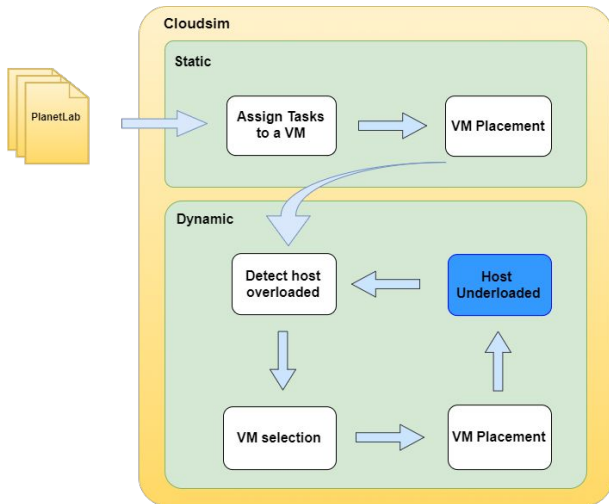 Cloudsim
Static
PlanetLab
Assign Tasks
to a VM
VM Placement
Dynamic
Detect host
overloaded
Host
Underloaded
VM selection
VM Placement